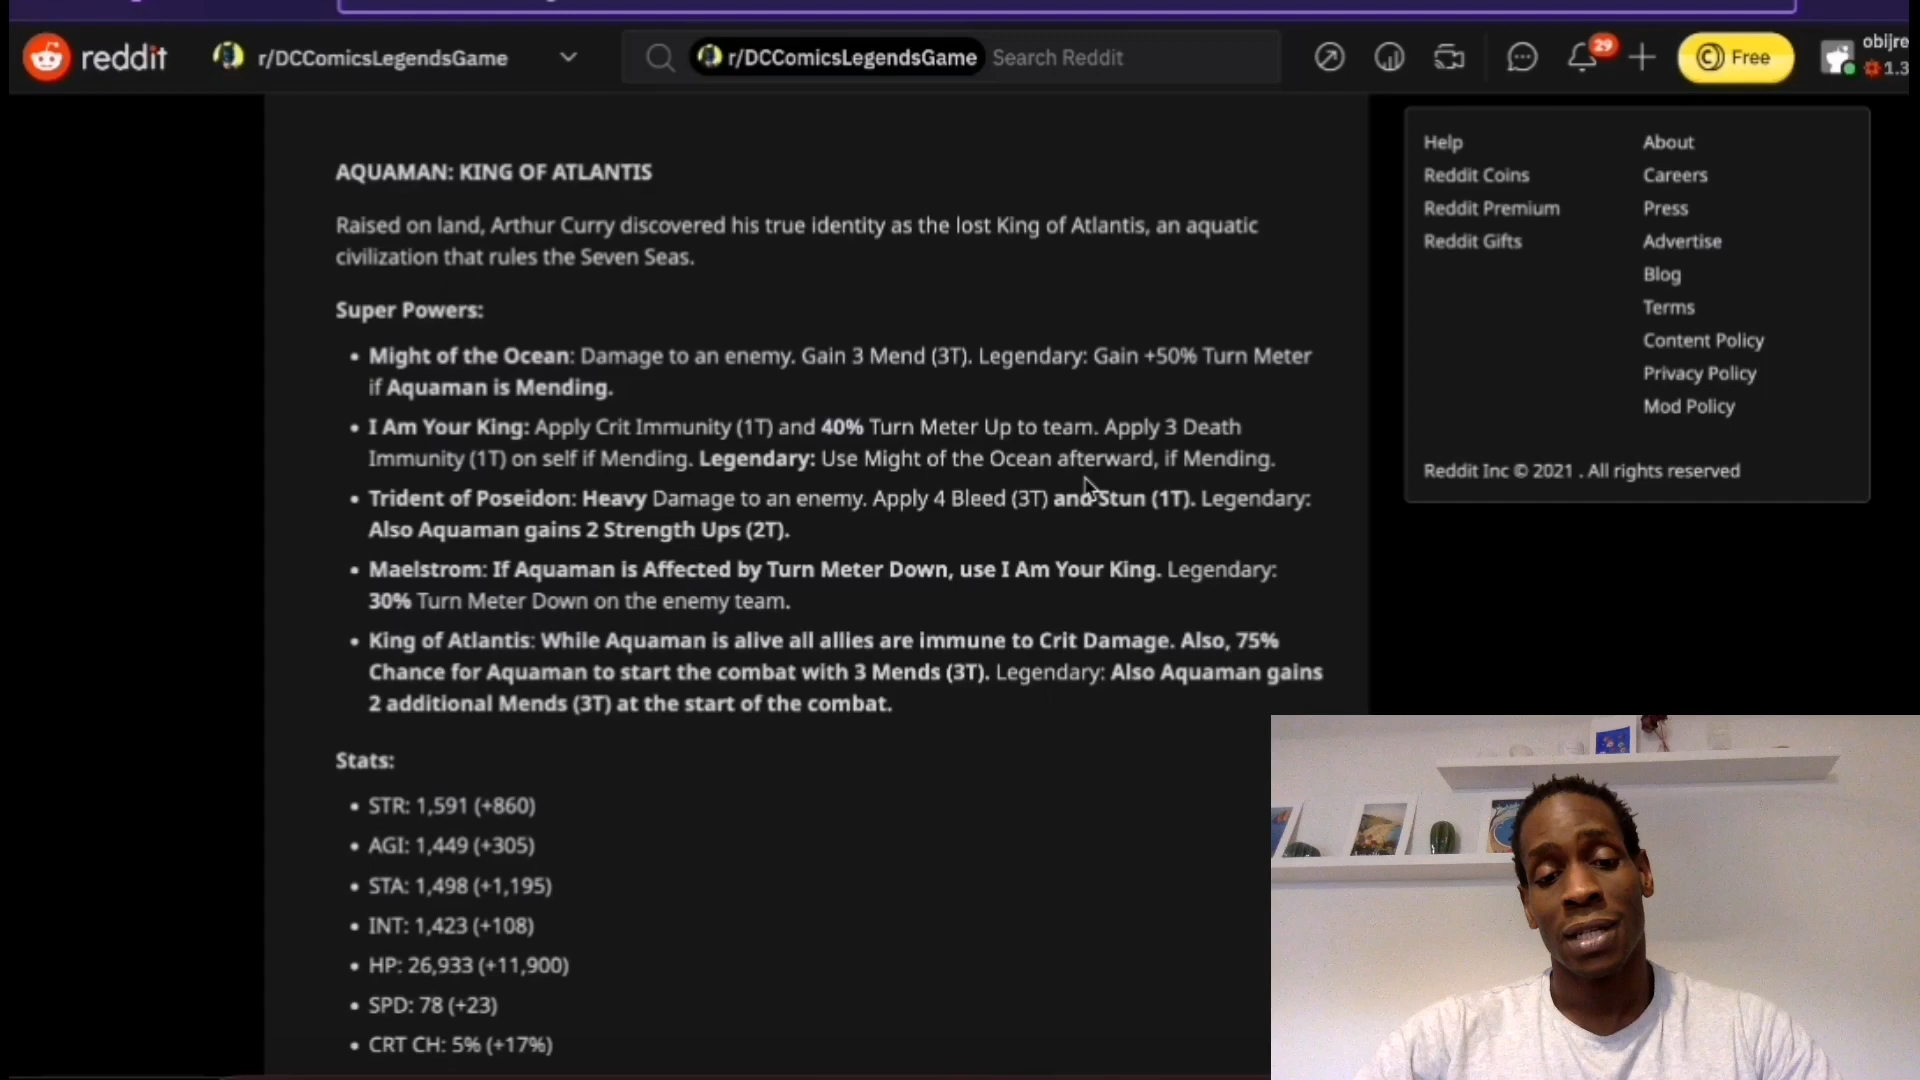 reddit r/DCComicsLegendsGame r/DCComicsLegendsGame Search Reddit 29 Free obijre
1.3
AQUAMAN: KING OF ATLANTIS
Raised on land, Arthur Curry discovered his true identity as the lost King of Atlantis, an aquatic
civilization that rules the Seven Seas.
Super Powers:
• Might of the Ocean: Damage to an enemy. Gain 3 Mend (3T). Legendary: Gain +50% Turn Meter
if Aquaman is Mending.
• I Am Your King: Apply Crit Immunity (1T) and 40% Turn Meter Up to team. Apply 3 Death
Immunity (1T) on self if Mending. Legendary: Use Might of the Ocean afterward, if Mending.
• Trident of Poseidon: Heavy Damage to an enemy. Apply 4 Bleed (3T) and Stun (1T). Legendary:
Also Aquaman gains 2 Strength Ups (2T).
• Maelstrom: If Aquaman is Affected by Turn Meter Down, use I Am Your King. Legendary:
30% Turn Meter Down on the enemy team.
• King of Atlantis: While Aquaman is alive all allies are immune to Crit Damage. Also, 75%
Chance for Aquaman to start the combat with 3 Mends (3T). Legendary: Also Aquaman gains
2 additional Mends (3T) at the start of the combat.
Stats:
• STR: 1,591 (+860)
• AGI: 1,449 (+305)
• STA: 1,498 (+1,195)
• INT: 1,423 (+108)
• HP: 26,933 (+11,900)
• SPD: 78 (+23)
• CRT CH: 5% (+17%)
Help About
Reddit Coins Careers
Reddit Premium Press
Reddit Gifts Advertise
Blog
Terms
Content Policy
Privacy Policy
Mod Policy
Reddit Inc © 2021 . All rights reserved